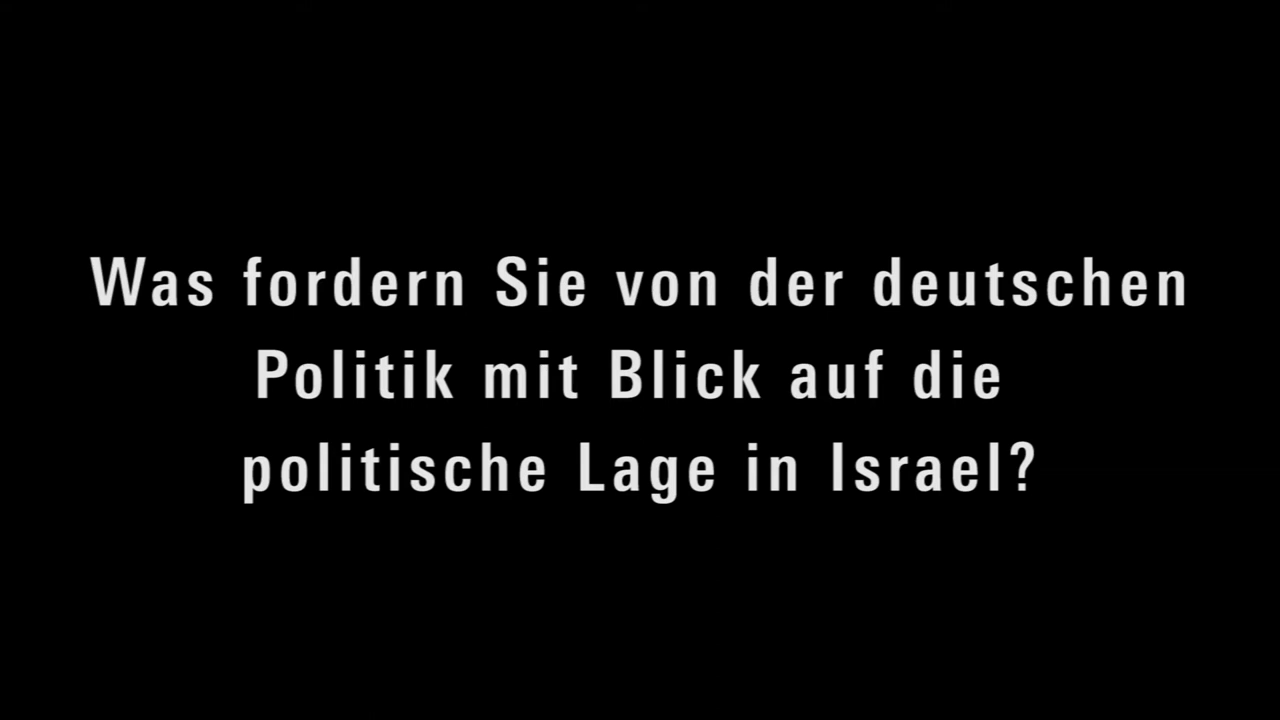 Was fordern Sie von der deutschen
Politik mit Blick auf die
politische Lage in Israel?